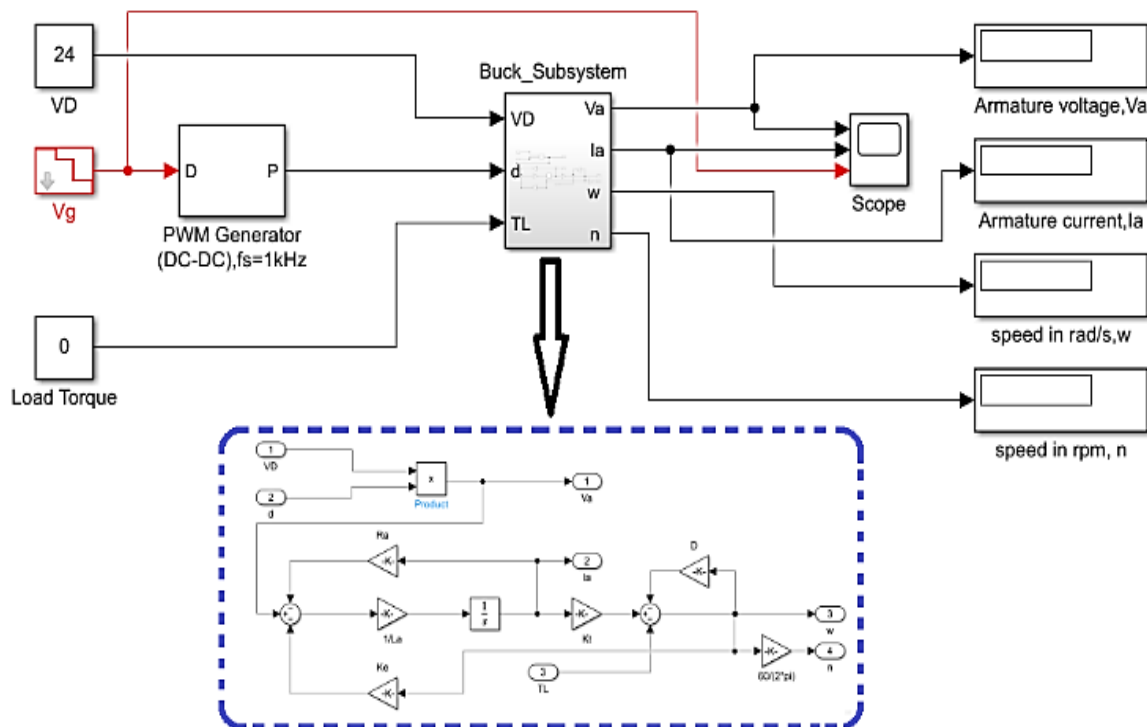 24
VD
Vg
D
P
PWM Generator
(DC-DC),fs=1kHz
0
Load Torque
Buck_Subsystem
VD
d
TL
Va
Ia
w
n
Scope
Armature voltage,Va
Armature current,Ia
speed in rad/s,w
speed in rpm, n
1
VD
2
d
x
Product
1
Va
Ra
-K-
2
Ia
D
-K-
-K-
1/La
1
s
-K-
Kt
3
w
Ke
-K-
3
TL
-K-
60/(2*pi)
4
n